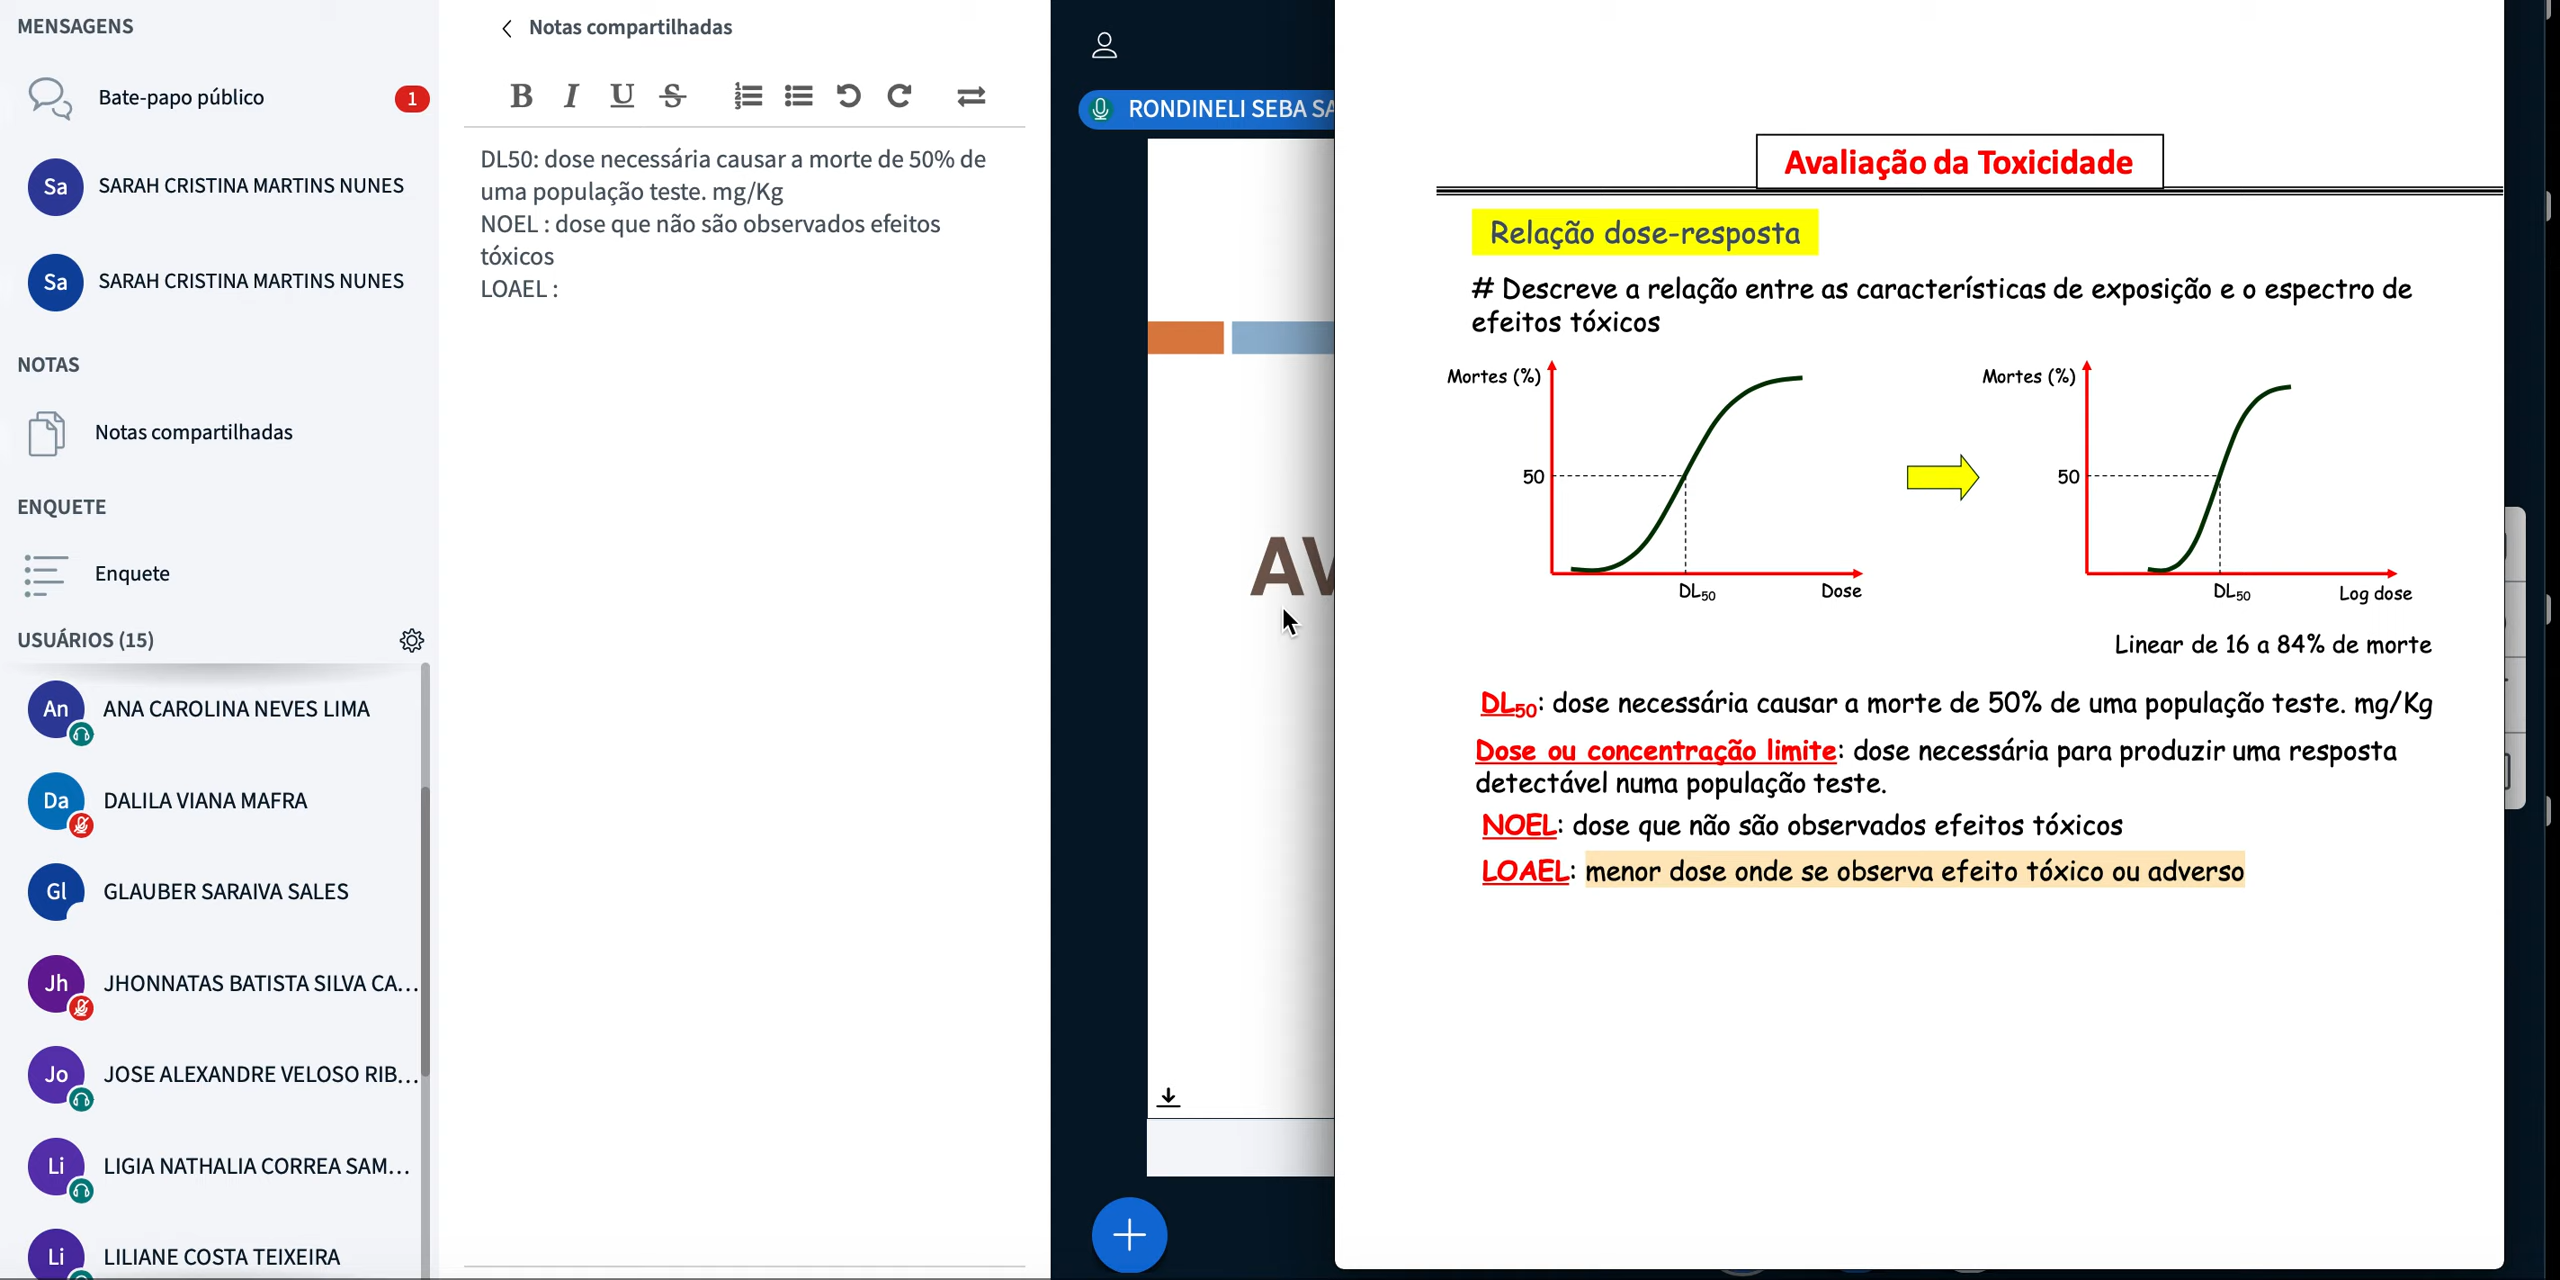 MENSAGENS
Bate-papo público
1
Sa
SARAH CRISTINA MARTINS NUNES
Sa
SARAH CRISTINA MARTINS NUNES
NOTAS
Notas compartilhadas
ENQUETE
Enquete
USUÁRIOS (15)
An
ANA CAROLINA NEVES LIMA
Da
DALILA VIANA MAFRA
Gl
GLAUBER SARAIVA SALES
Jh
JHONNATAS BATISTA SILVA CA...
Jo
JOSE ALEXANDRE VELOSO RIB...
Li
LIGIA NATHALIA CORREA SAM...
Li
LILIANE COSTA TEIXEIRA
Notas compartilhadas
B I U S
DL50: dose necessária causar a morte de 50% de
uma população teste. mg/Kg
NOEL : dose que não são observados efeitos
tóxicos
LOAEL :
RONDINELI SEBA SA
AV
Avaliação da Toxicidade
Relação dose-resposta
# Descreve a relação entre as características de exposição e o espectro de
efeitos tóxicos
Mortes (%)
50
DL50
Dose
Mortes (%)
50
DL50
Log dose
Linear de 16 a 84% de morte
DL50: dose necessária causar a morte de 50% de uma população teste. mg/Kg
Dose ou concentração limite: dose necessária para produzir uma resposta
detectável numa população teste.
NOEL: dose que não são observados efeitos tóxicos
LOAEL: menor dose onde se observa efeito tóxico ou adverso